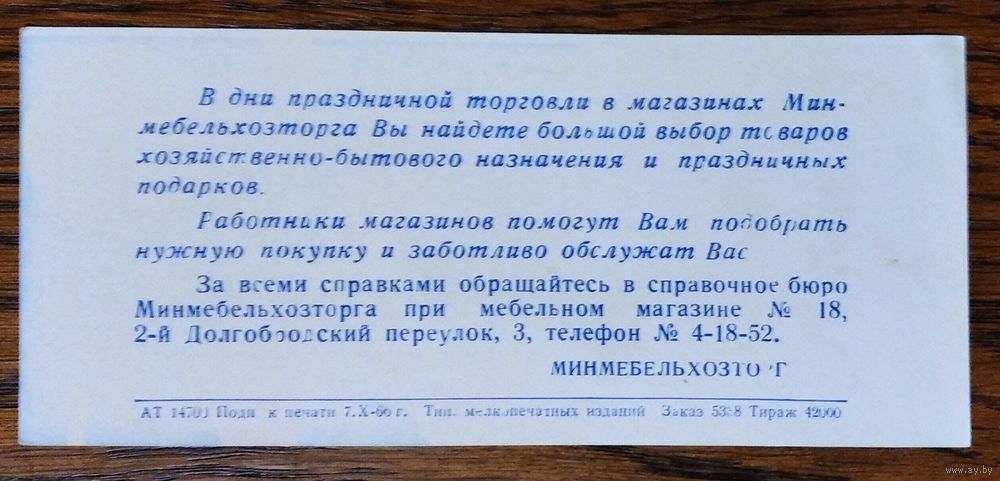 В дни праздничной торговли в магазинах Мин-
мебельхозторга Вы найдете большой выбор товаров
хозяйственно-бытового назначения и праздничных
подарков.
Работники магазинов помогут Вам подобрать
нужную покупку и заботливо обслужат Вас
За всеми справками обращайтесь в справочное бюро
Минмебельхозторга при мебельном магазине № 18,
2-й Долгобродский переулок, 3, телефон № 4-18-52.
МИНМЕБЕЛЬХОЗТОРГ
АТ Подп к печати 7.X-66 г. Тип. мелкопечатных изданий Заказ Тираж 42000
www.ay.by